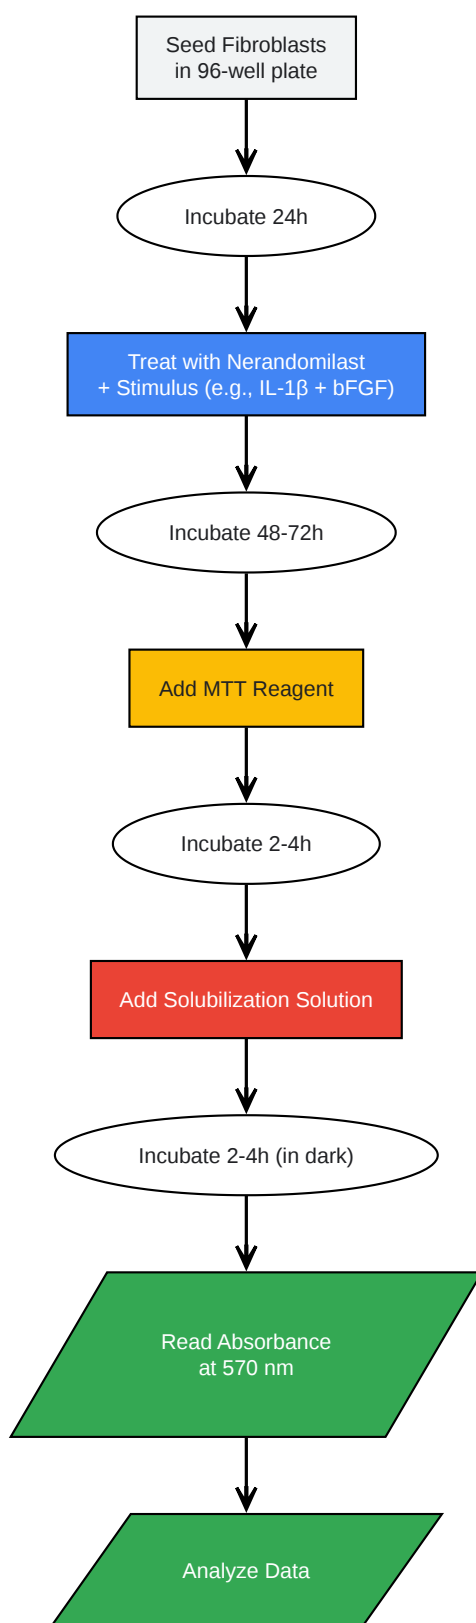 Seed Fibroblasts
in 96-well plate
Incubate 24h
Treat with Nerandomilast
+ Stimulus (e.g., IL-1β + bFGF)
Incubate 48-72h
Add MTT Reagent
Incubate 2-4h
Add Solubilization Solution
Incubate 2-4h (in dark)
Read Absorbance
at 570 nm
Analyze Data